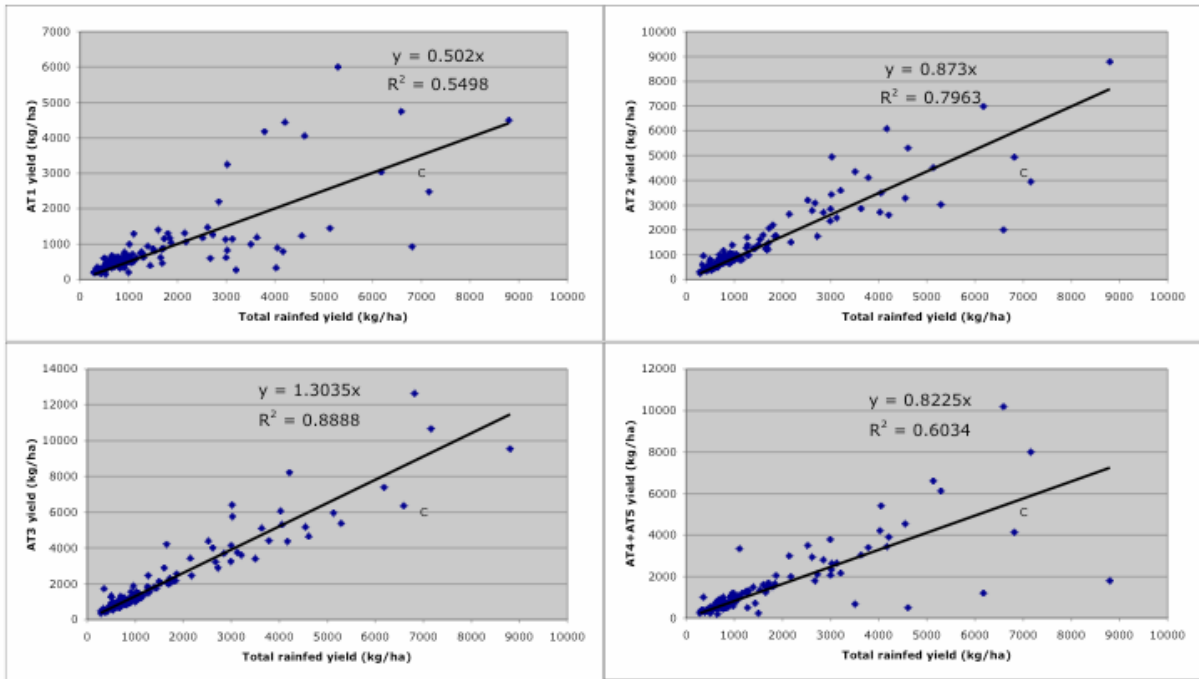 y = 0.502x
R² = 0.5498
C
AT1 yield (kg/ha)
7000
6000
5000
4000
3000
2000
1000
0
0 1000 2000 3000 4000 5000 6000 7000 8000 9000 10000
Total rainfed yield (kg/ha)
y = 0.873x
R² = 0.7963
C
AT2 yield (kg/ha)
10000
9000
8000
7000
6000
5000
4000
3000
2000
1000
0
0 1000 2000 3000 4000 5000 6000 7000 8000 9000 10000
Total rainfed yield (kg/ha)
y = 1.3035x
R² = 0.8888
C
AT3 yield (kg/ha)
14000
12000
10000
8000
6000
4000
2000
0
0 1000 2000 3000 4000 5000 6000 7000 8000 9000 10000
Total rainfed yield (kg/ha)
y = 0.8225x
R² = 0.6034
C
AT4+AT5 yield (kg/ha)
12000
10000
8000
6000
4000
2000
0
0 1000 2000 3000 4000 5000 6000 7000 8000 9000 10000
Total rainfed yield (kg/ha)